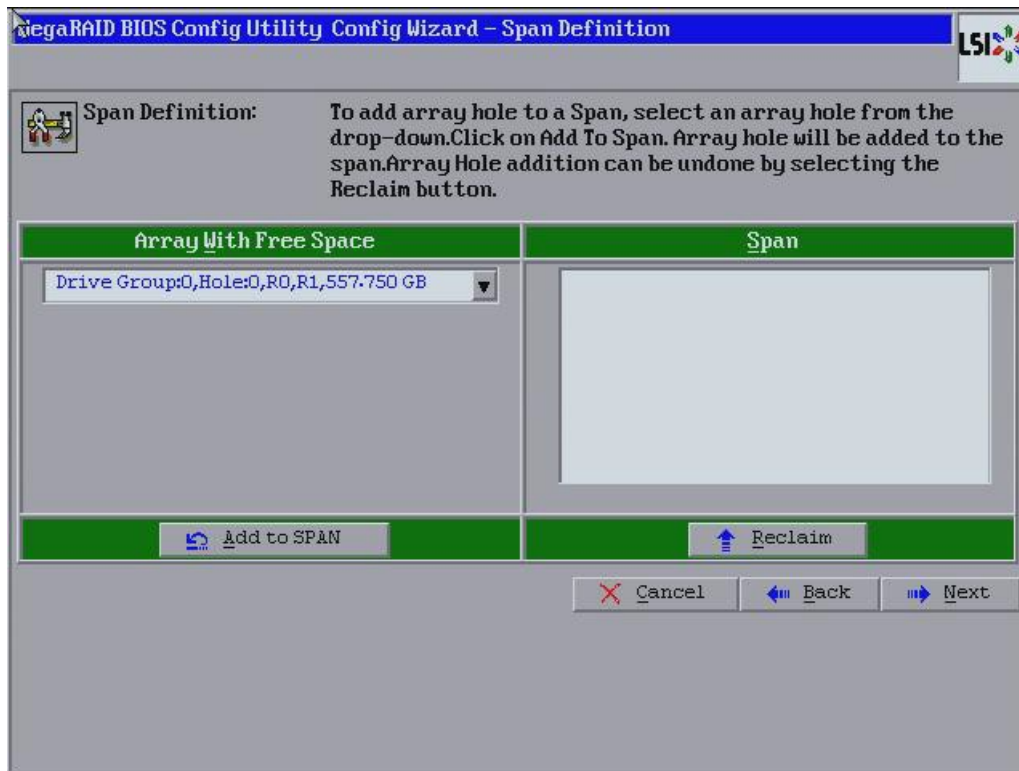 MegaRAID BIOS Config Utility Config Wizard – Span Definition
LSI
Span Definition:
To add array hole to a Span, select an array hole from the
drop-down.Click on Add To Span. Array hole will be added to the
span.Array Hole addition can be undone by selecting the
Reclaim button.
Array With Free Space
Span
Drive Group:0,Hole:0,R0,R1,557.750 GB
Add to SPAN
Reclaim
Cancel
Back
Next